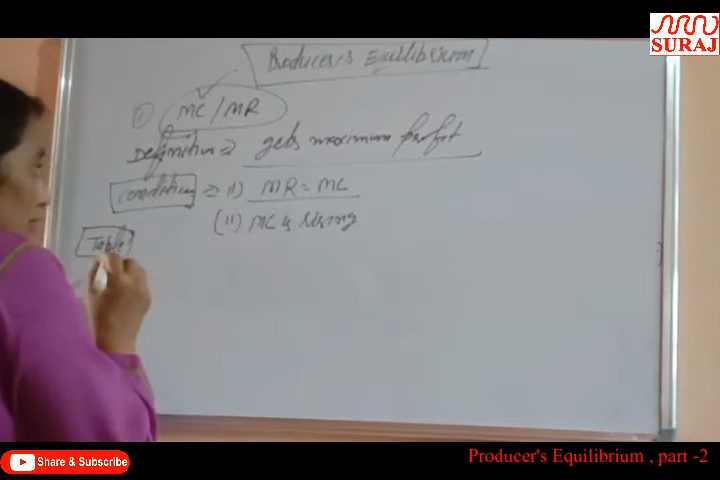 SURAJ
Producer's Equilibrium
① MC / MR
Definition ⇒ gets maximum profit
Condition ⇒ (i) MR = MC
(ii) MC is rising
Table
Share & Subscribe
Producer's Equilibrium , part -2